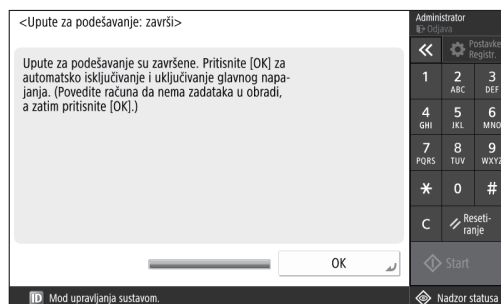 <Upute za podešavanje: završi>
Upute za podešavanje su završene. Pritisnite [OK] za
automatsko isključivanje i uključivanje glavnog napa-
janja. (Povedite računa da nema zadataka u obradi,
a zatim pritisnite [OK].)
OK
ID Mod upravljanja sustavom.
Administrator
Odjava
Postavke
Registr.
1 2 3
ABC DEF
4 5 6
GHI JKL MNO
7 8 9
PQRS TUV WXYZ
* 0 #
C Reseti-
ranje
Start
Nadzor statusa